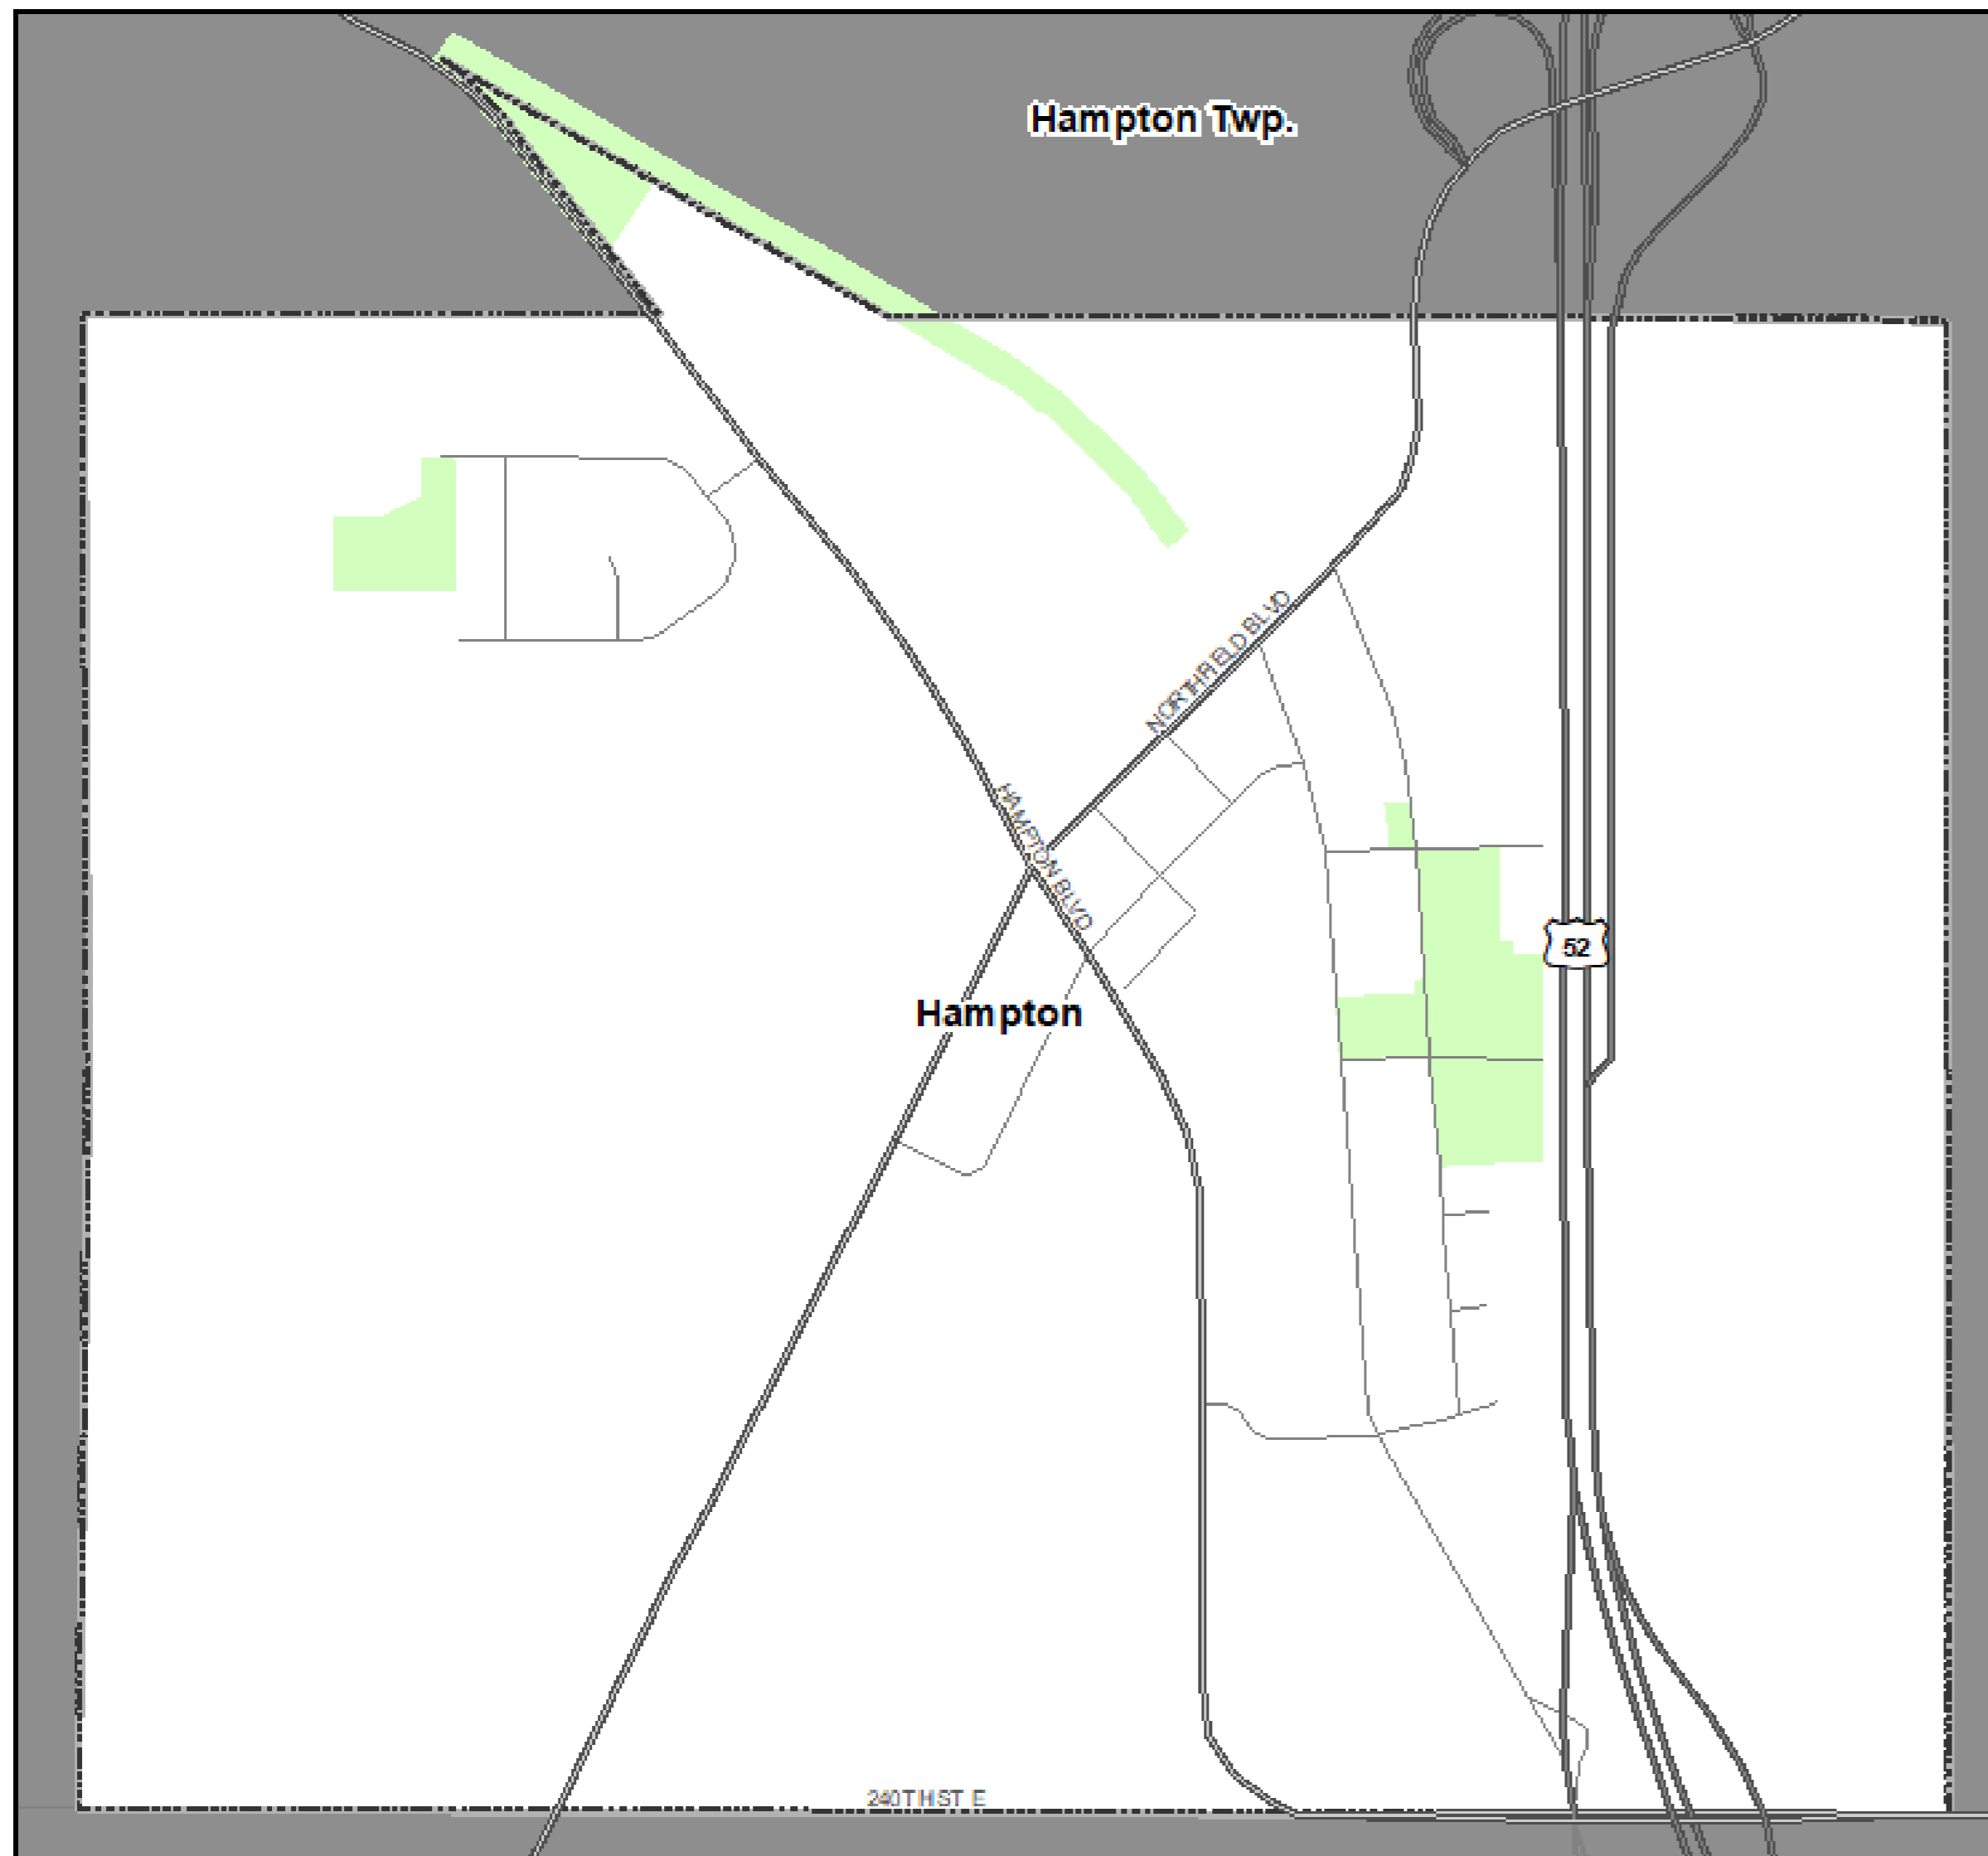 Hampton Twp.
NORTHFIELD BLVD
HAMPTON BLVD
52
Hampton
240TH ST E